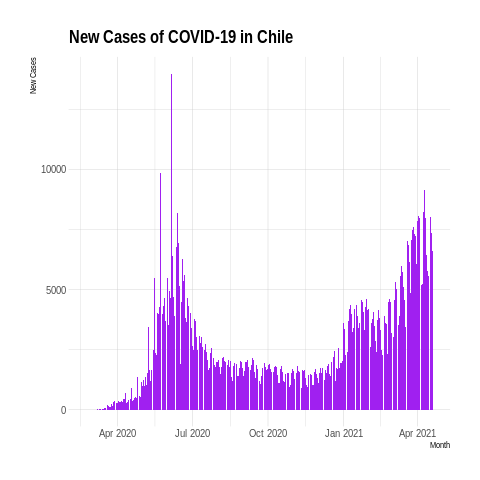 New Cases of COVID-19 in Chile
New Cases
10000
5000
0
Apr 2020 Jul 2020 Oct 2020 Jan 2021 Apr 2021
Month